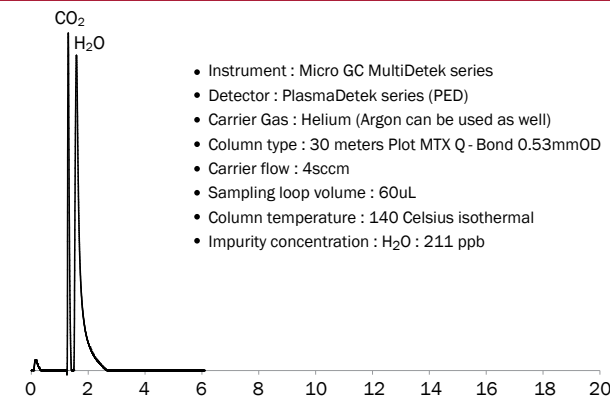 CO₂
H₂O
• Instrument : Micro GC MultiDetek series
• Detector : PlasmaDetek series (PED)
• Carrier Gas : Helium (Argon can be used as well)
• Column type : 30 meters Plot MTX Q - Bond 0.53mmOD
• Carrier flow : 4sccm
• Sampling loop volume : 60uL
• Column temperature : 140 Celsius isothermal
• Impurity concentration : H₂O : 211 ppb
0 2 4 6 8 10 12 14 16 18 20